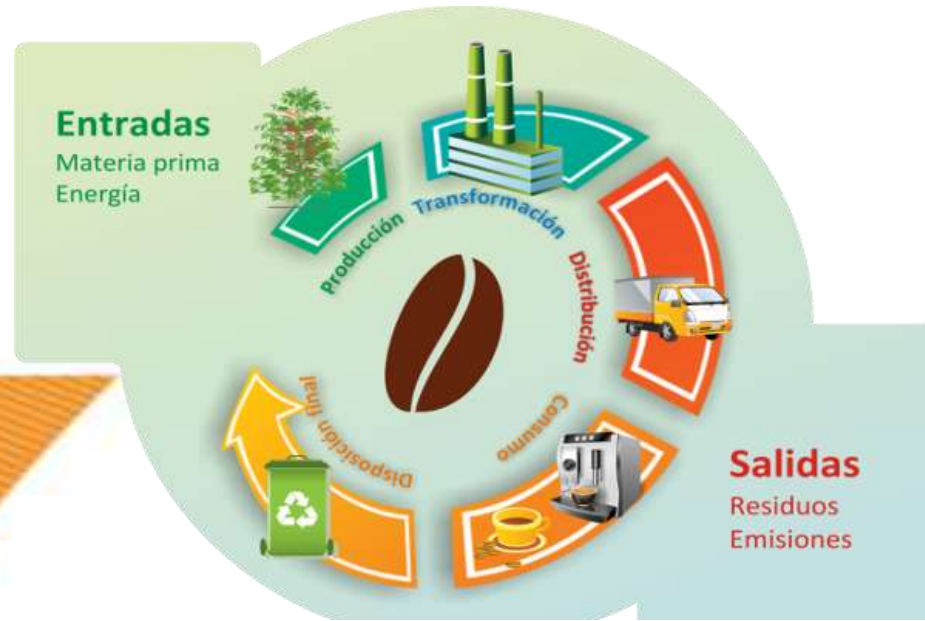 Entradas
Materia prima
Energía
Producción
Transformación
Distribución
Consumo
Disposición final
Salidas
Residuos
Emisiones